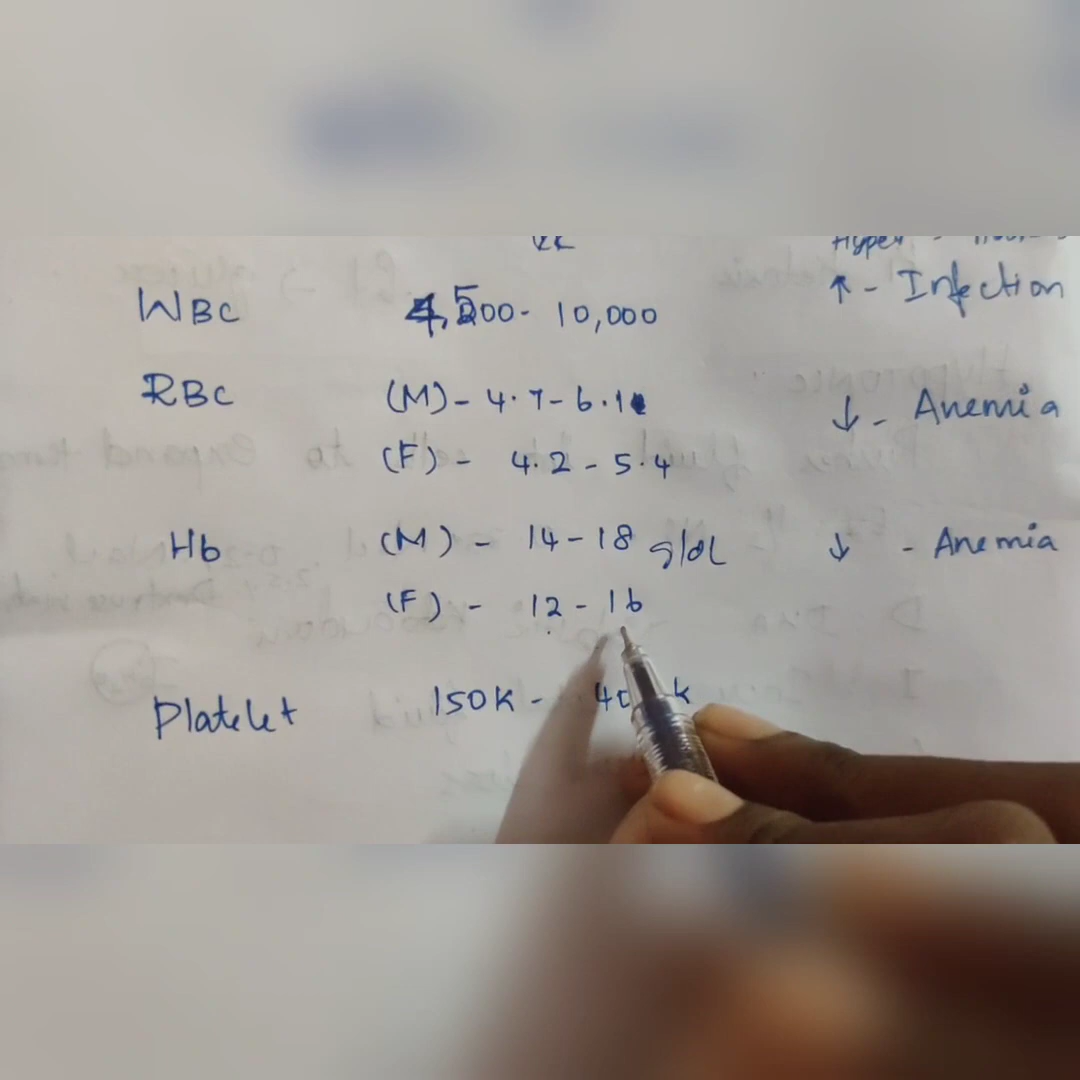 WBC 4,500- 10,000 ↑ - Infection
RBC (M) - 4.7-6.1 ↓ - Anemia
(F) - 4.2 - 5.4
Hb (M) - 14-18 g/dL ↓ - Anemia
(F) - 12 - 16
Platelet 150K - K